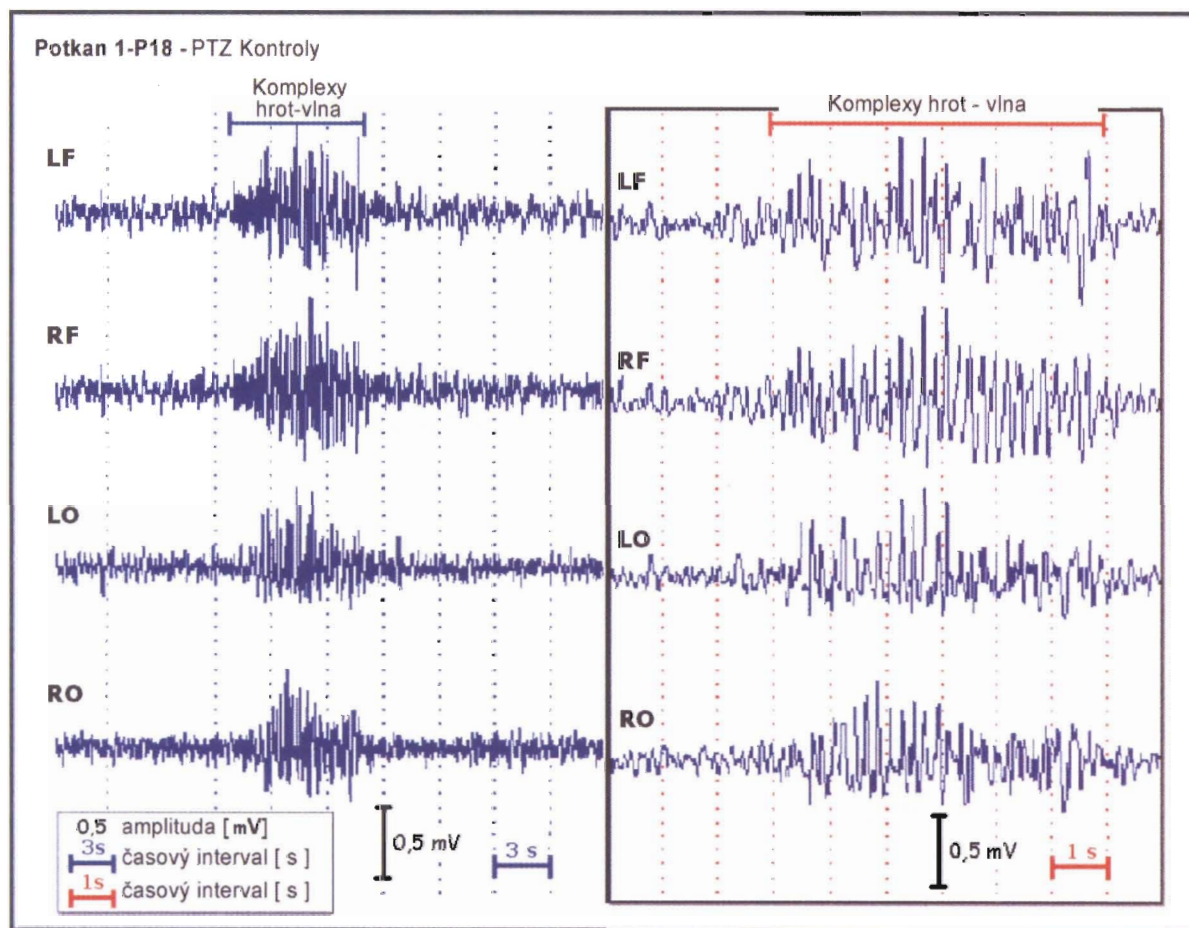 Potkan 1-P18 - PTZ Kontroly
Komplexy
hrot-vlna
LF
RF
LO
RO
0,5 mV
3 s
0,5 amplituda [ mV]
3s časový interval [ s ]
1s časový interval [ s ]
Komplexy hrot - vlna
LF
RF
LO
RO
0,5 mV
1 s